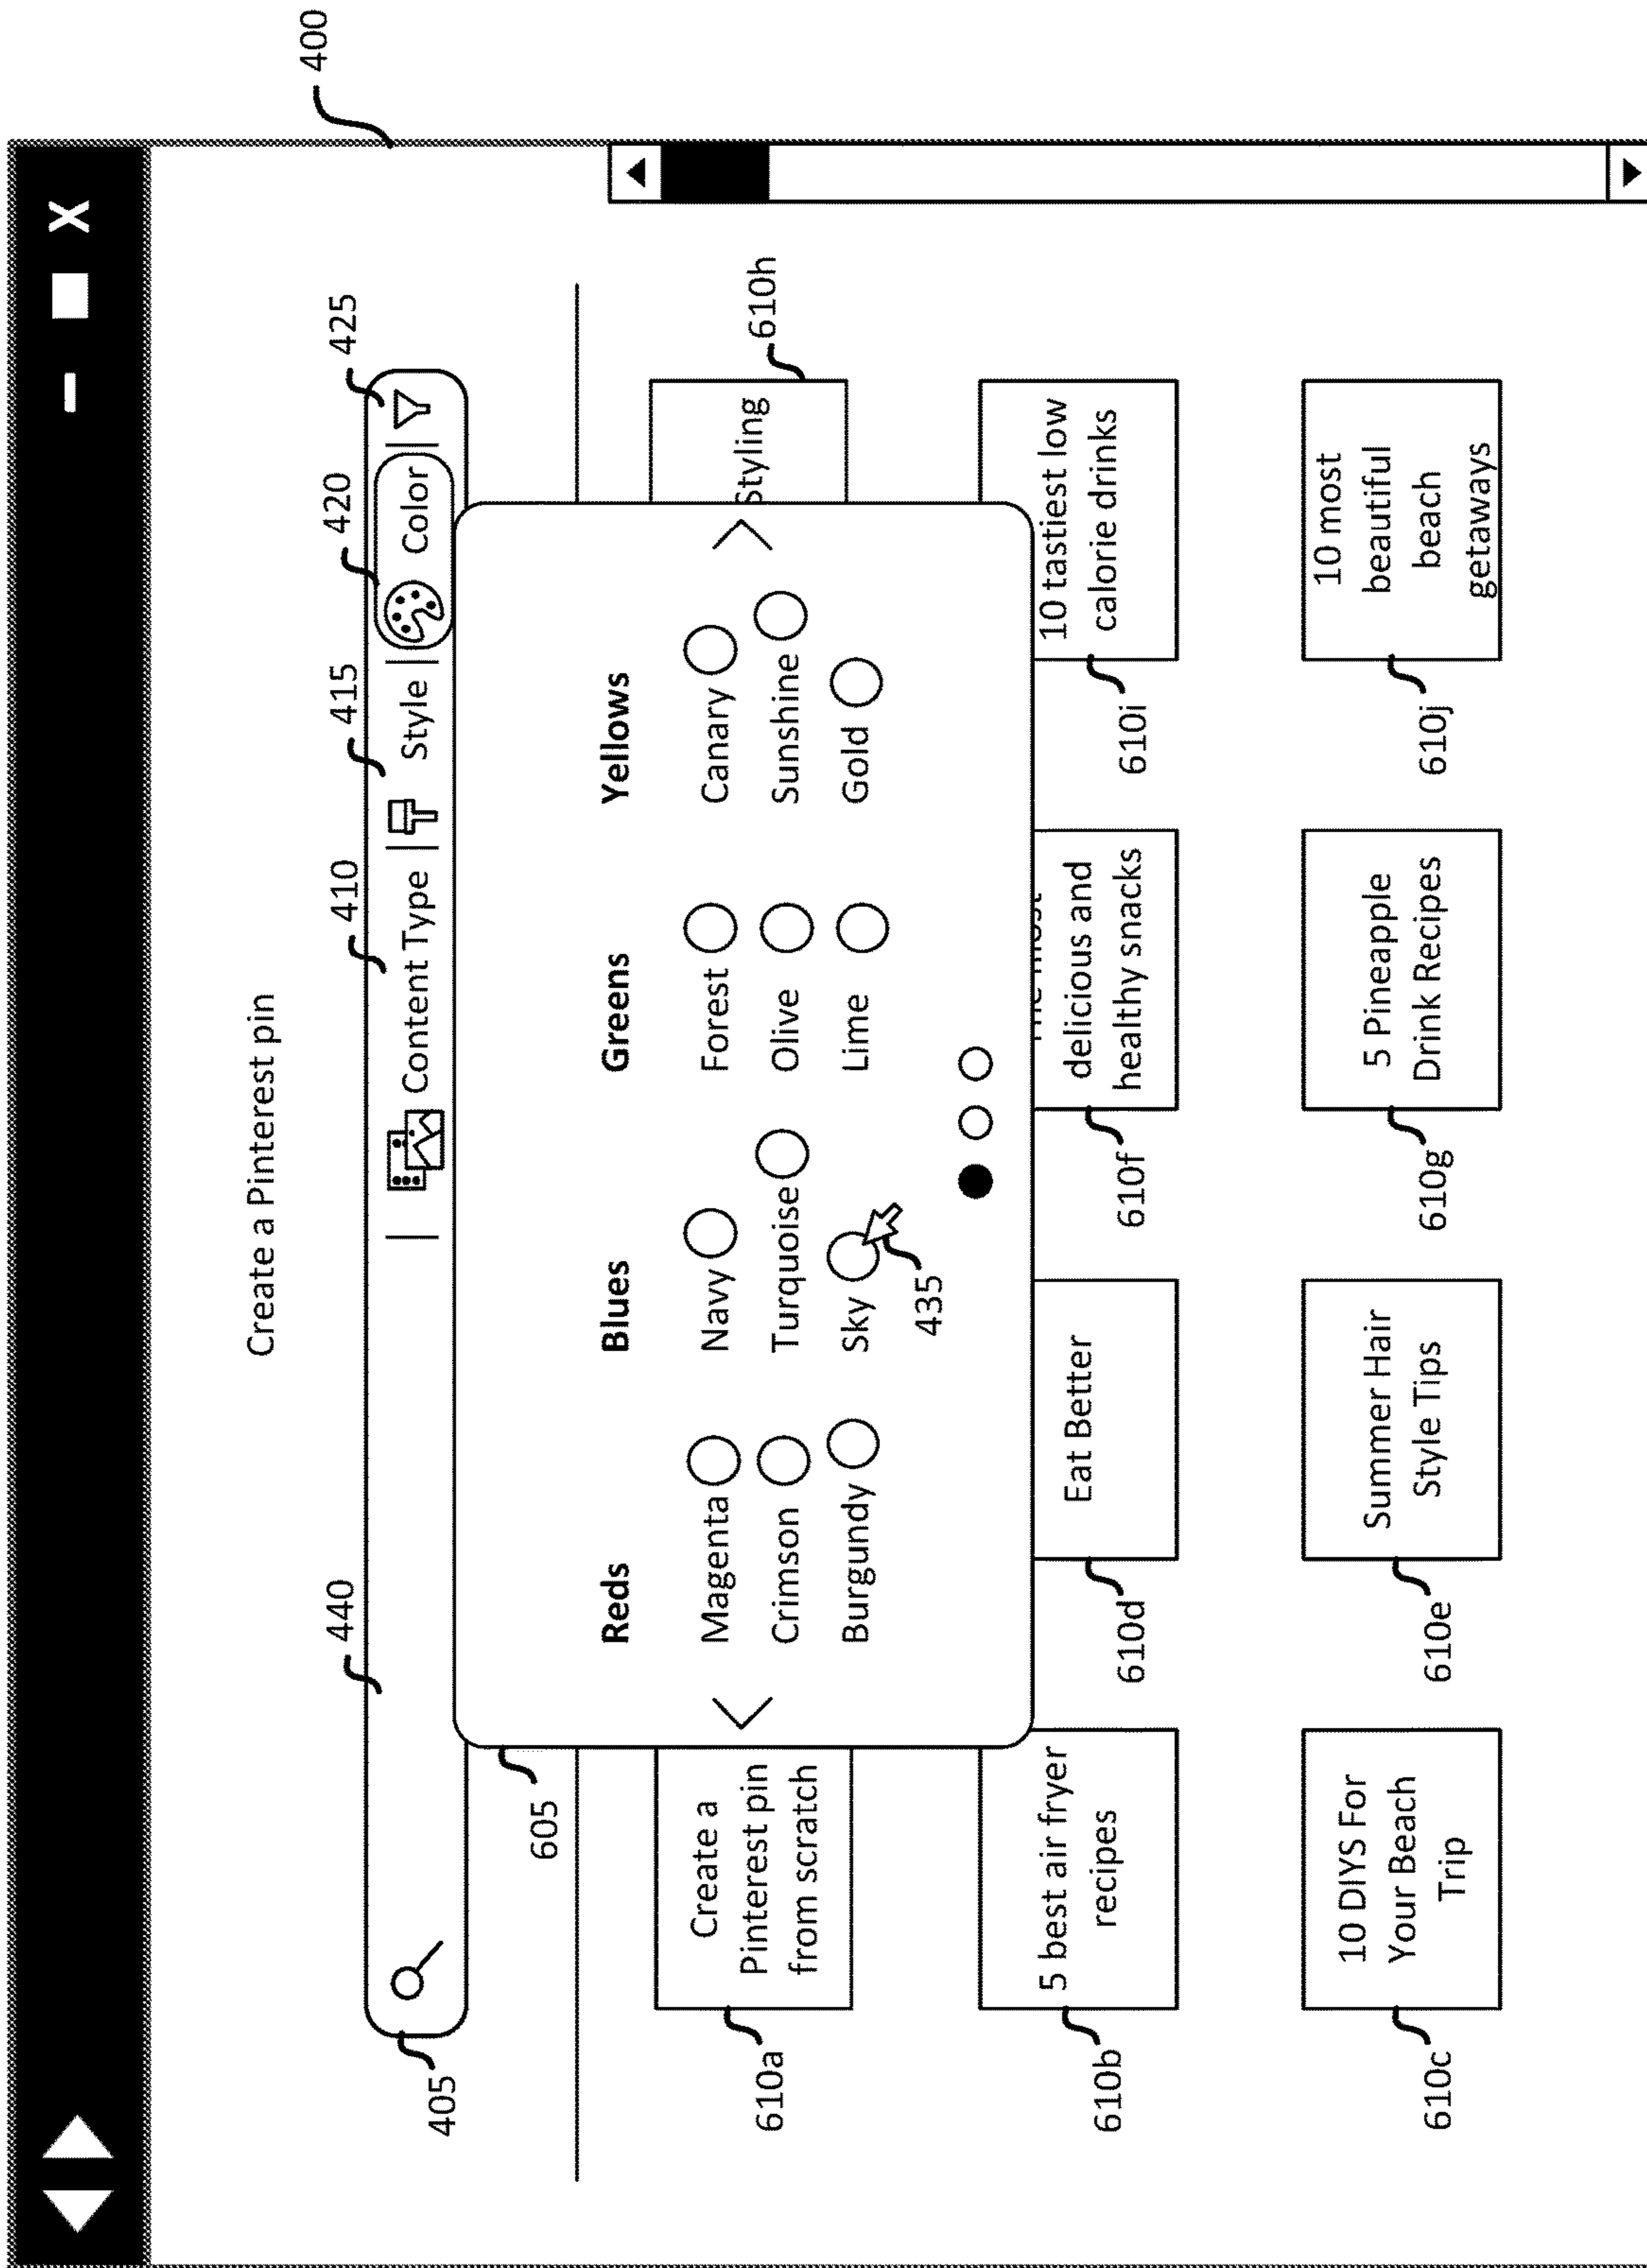 400
X
Create a Pinterest pin
440
410
415
420
425
Content Type
Style
Color
405
605
Reds
Blues
Greens
Yellows
Magenta
Navy
Forest
Canary
Crimson
Turquoise
Olive
Sunshine
Burgundy
Sky
Lime
Gold
435
610a
Create a
Pinterest pin
from scratch
Styling
610h
610b
5 best air fryer
recipes
610d
Eat Better
610f
delicious and
healthy snacks
610i
10 tastiest low
calorie drinks
610c
10 DIYS For
Your Beach
Trip
610e
Summer Hair
Style Tips
610g
5 Pineapple
Drink Recipes
610j
10 most
beautiful
beach
getaways